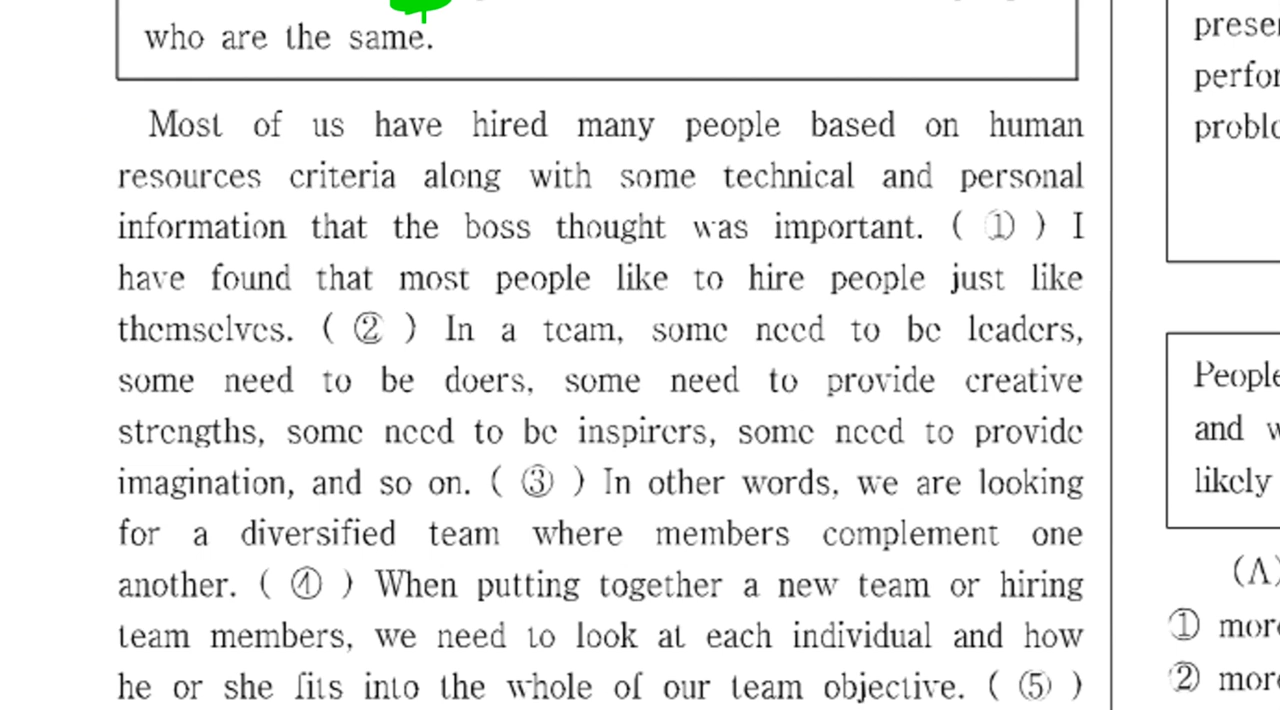 who are the same.
Most of us have hired many people based on human
resources criteria along with some technical and personal
information that the boss thought was important. ( ① ) I
have found that most people like to hire people just like
themselves. ( ② ) In a team, some need to be leaders,
some need to be doers, some need to provide creative
strengths, some need to be inspirers, some need to provide
imagination, and so on. ( ③ ) In other words, we are looking
for a diversified team where members complement one
another. ( ④ ) When putting together a new team or hiring
team members, we need to look at each individual and how
he or she fits into the whole of our team objective. ( ⑤ )
People
and
likely
(A)
①
②